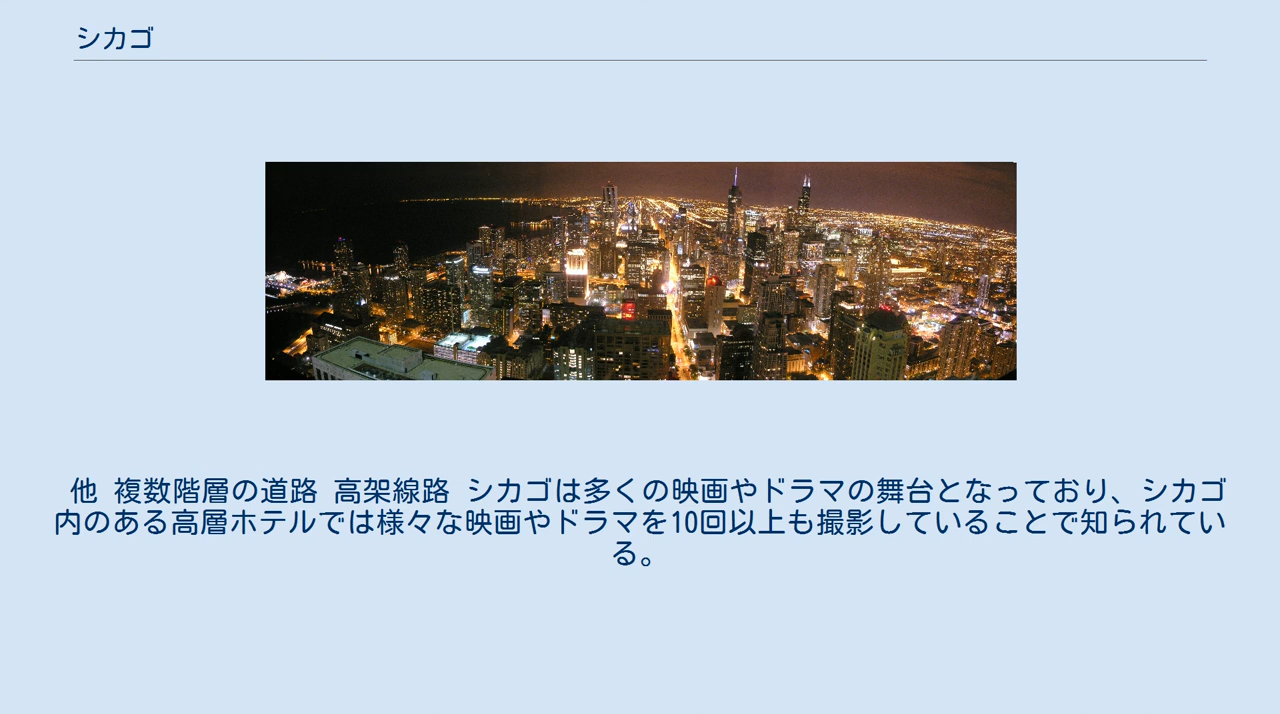 シカゴ
他 複数階層の道路 高架線路 シカゴは多くの映画やドラマの舞台となっており、シカゴ
内のある高層ホテルでは様々な映画やドラマを10回以上も撮影していることで知られてい
る。